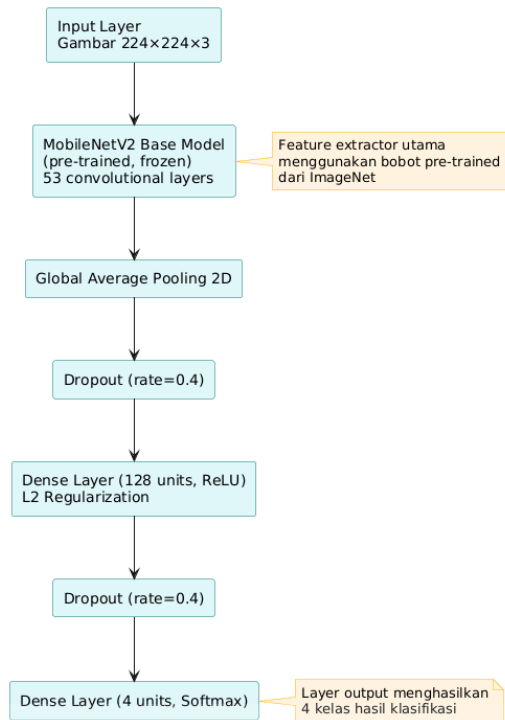 Input Layer
Gambar 224×224×3
MobileNetV2 Base Model
(pre-trained, frozen)
53 convolutional layers
Feature extractor utama
menggunakan bobot pre-trained
dari ImageNet
Global Average Pooling 2D
Dropout (rate=0.4)
Dense Layer (128 units, ReLU)
L2 Regularization
Dropout (rate=0.4)
Dense Layer (4 units, Softmax)
Layer output menghasilkan
4 kelas hasil klasifikasi